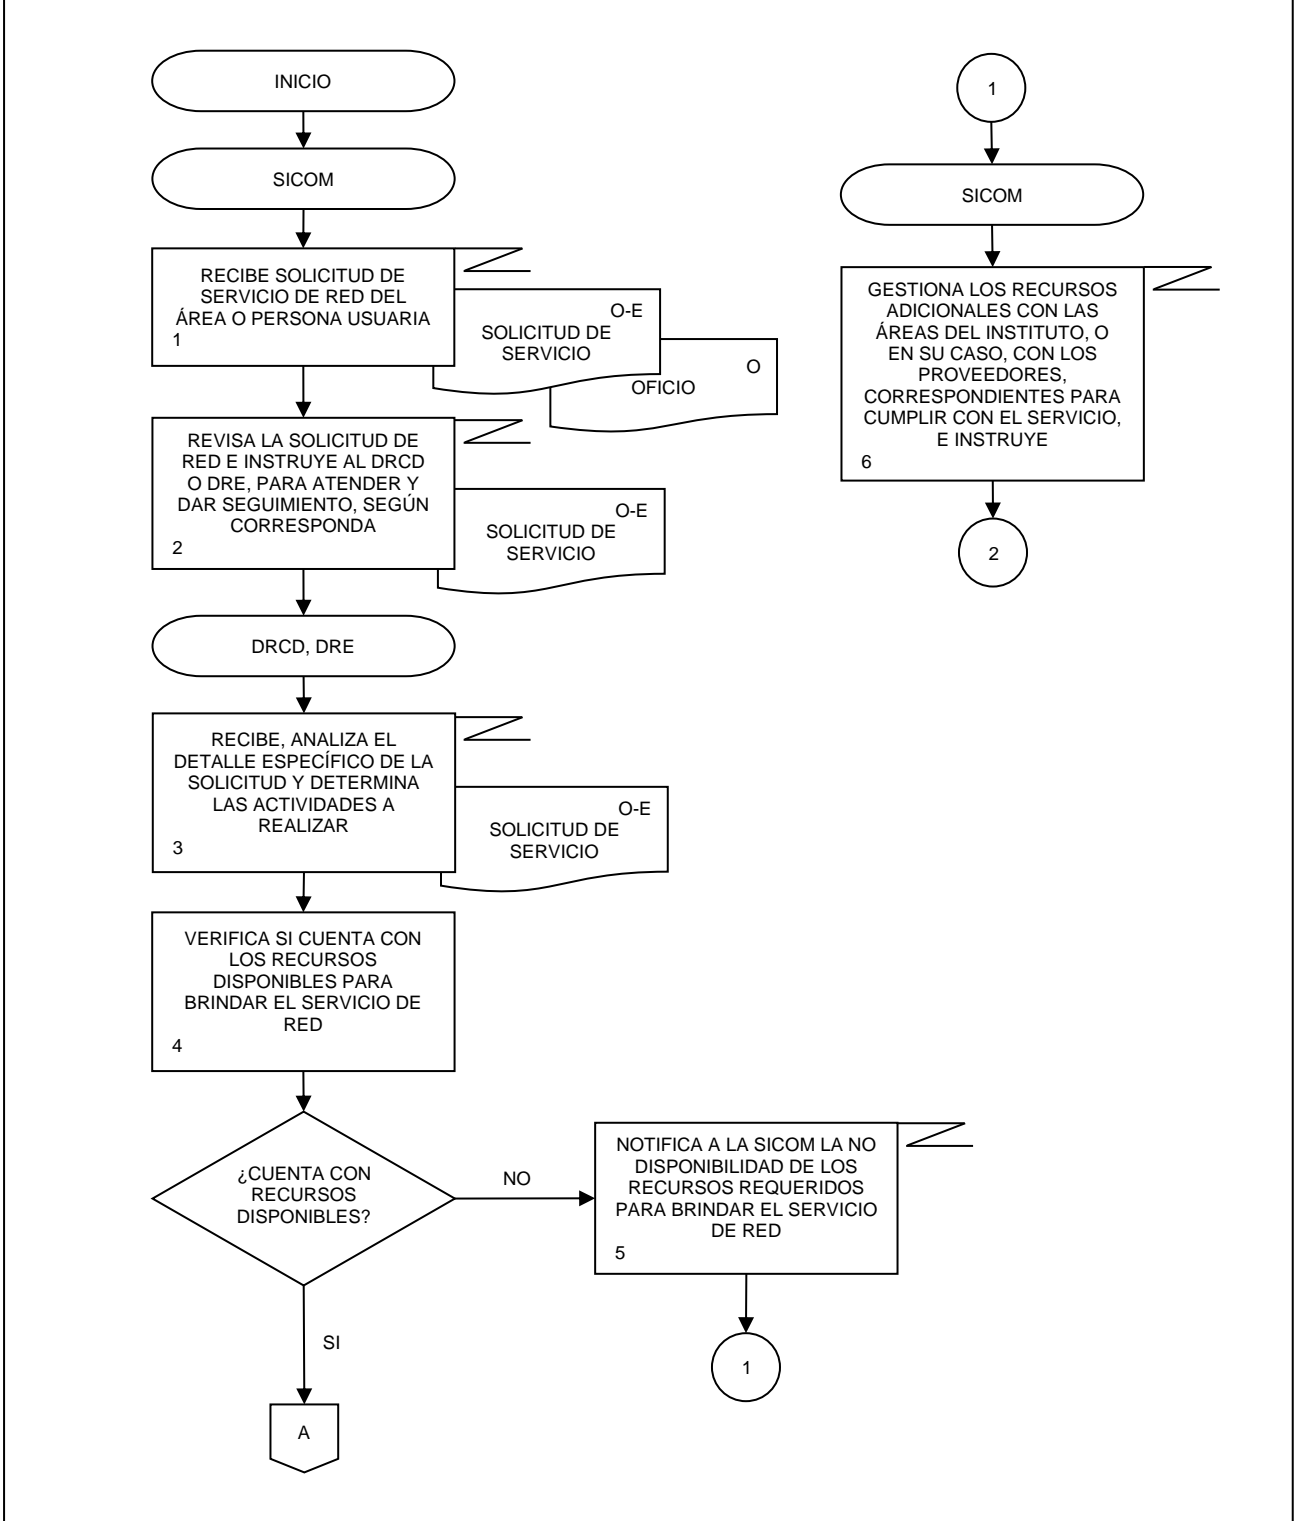 INICIO
SICOM
RECIBE SOLICITUD DE
SERVICIO DE RED DEL
ÁREA O PERSONA USUARIA
1
O-E
SOLICITUD DE
SERVICIO
O
OFICIO
REVISA LA SOLICITUD DE
RED E INSTRUYE AL DRCD
O DRE, PARA ATENDER Y
DAR SEGUIMIENTO, SEGÚN
CORRESPONDA
2
O-E
SOLICITUD DE
SERVICIO
DRCD, DRE
RECIBE, ANALIZA EL
DETALLE ESPECÍFICO DE LA
SOLICITUD Y DETERMINA
LAS ACTIVIDADES A
REALIZAR
3
O-E
SOLICITUD DE
SERVICIO
VERIFICA SI CUENTA CON
LOS RECURSOS
DISPONIBLES PARA
BRINDAR EL SERVICIO DE
RED
4
¿CUENTA CON
RECURSOS
DISPONIBLES?
NO
NOTIFICA A LA SICOM LA NO
DISPONIBILIDAD DE LOS
RECURSOS REQUERIDOS
PARA BRINDAR EL SERVICIO
DE RED
5
1
SI
A
1
SICOM
GESTIONA LOS RECURSOS
ADICIONALES CON LAS
ÁREAS DEL INSTITUTO, O
EN SU CASO, CON LOS
PROVEEDORES,
CORRESPONDIENTES PARA
CUMPLIR CON EL SERVICIO,
E INSTRUYE
6
2